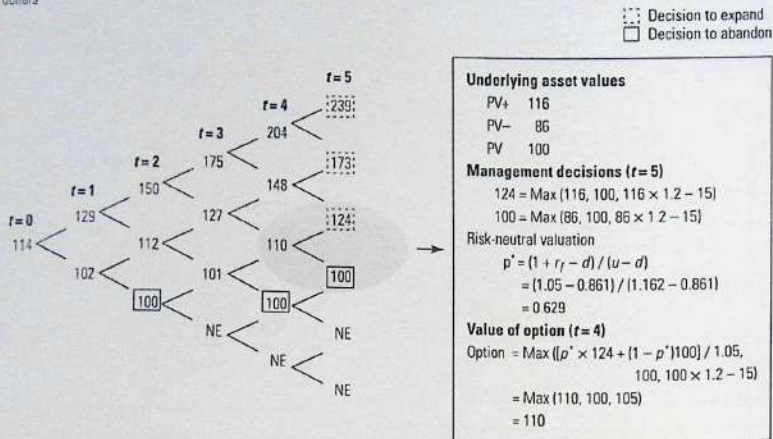 dollars
Decision to expand
Decision to abandon
t=5
239
t=4
204
t=3
175
173
t=2
150
148
t=1
129
127
124
t=0
114
112
110
102
101
100
100
100
NE
NE
NE
NE
Underlying asset values
PV+ 116
PV– 86
PV 100
Management decisions (t=5)
124 = Max (116, 100, 116 × 1.2 – 15)
100 = Max (86, 100, 86 × 1 2 – 15)
Risk-neutral valuation
p* = (1 + rf – d) / (u – d)
= (1.05 – 0.861) / (1.162 – 0.861)
= 0.629
Value of option (t=4)
Option = Max ([p* × 124 + (1 – p*)100] / 1.05,
100, 100 × 1.2 – 15)
= Max (110, 100, 105)
= 110